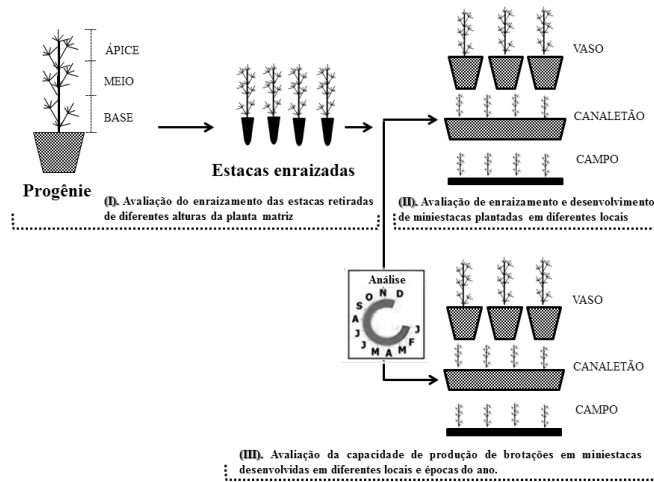 ÁPICE
MEIO
BASE
Progênie
Estacas enraizadas
(I). Avaliação do enraizamento das estacas retiradas
de diferentes alturas da planta matriz
VASO
CANALETÃO
CAMPO
(II). Avaliação de enraizamento e desenvolvimento
de miniestacas plantadas em diferentes locais
Análise
J F M A M J J A S O N D
VASO
CANALETÃO
CAMPO
(III). Avaliação da capacidade de produção de brotações em miniestacas
desenvolvidas em diferentes locais e épocas do ano.